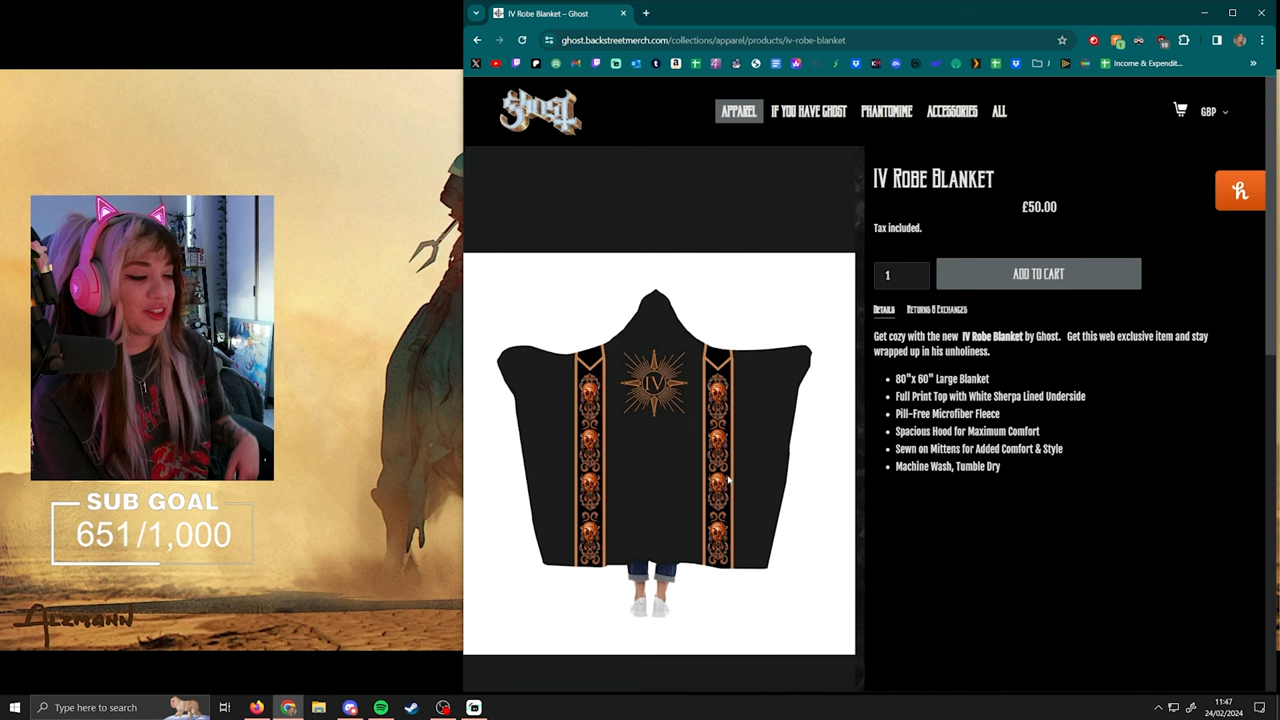 IV Robe Blanket – Ghost
ghost.backstreetmerch.com/collections/apparel/products/iv-robe-blanket
Income & Expendit...
Ghost
APPAREL
IF YOU HAVE GHOST
PHANTOMIME
ACCESSORIES
ALL
GBP
IV ROBE BLANKET
£50.00
Tax included.
1
ADD TO CART
DETAILS
RETURNS & EXCHANGES
Get cozy with the new IV Robe Blanket by Ghost. Get this web exclusive item and stay
wrapped up in his unholiness.
80"x 60" Large Blanket
Full Print Top with White Sherpa Lined Underside
Pill-Free Microfiber Fleece
Spacious Hood for Maximum Comfort
Sewn on Mittens for Added Comfort & Style
Machine Wash, Tumble Dry
IV
SUB GOAL
651/1,000
ALZMANN
Type here to search
11:47
24/02/2024